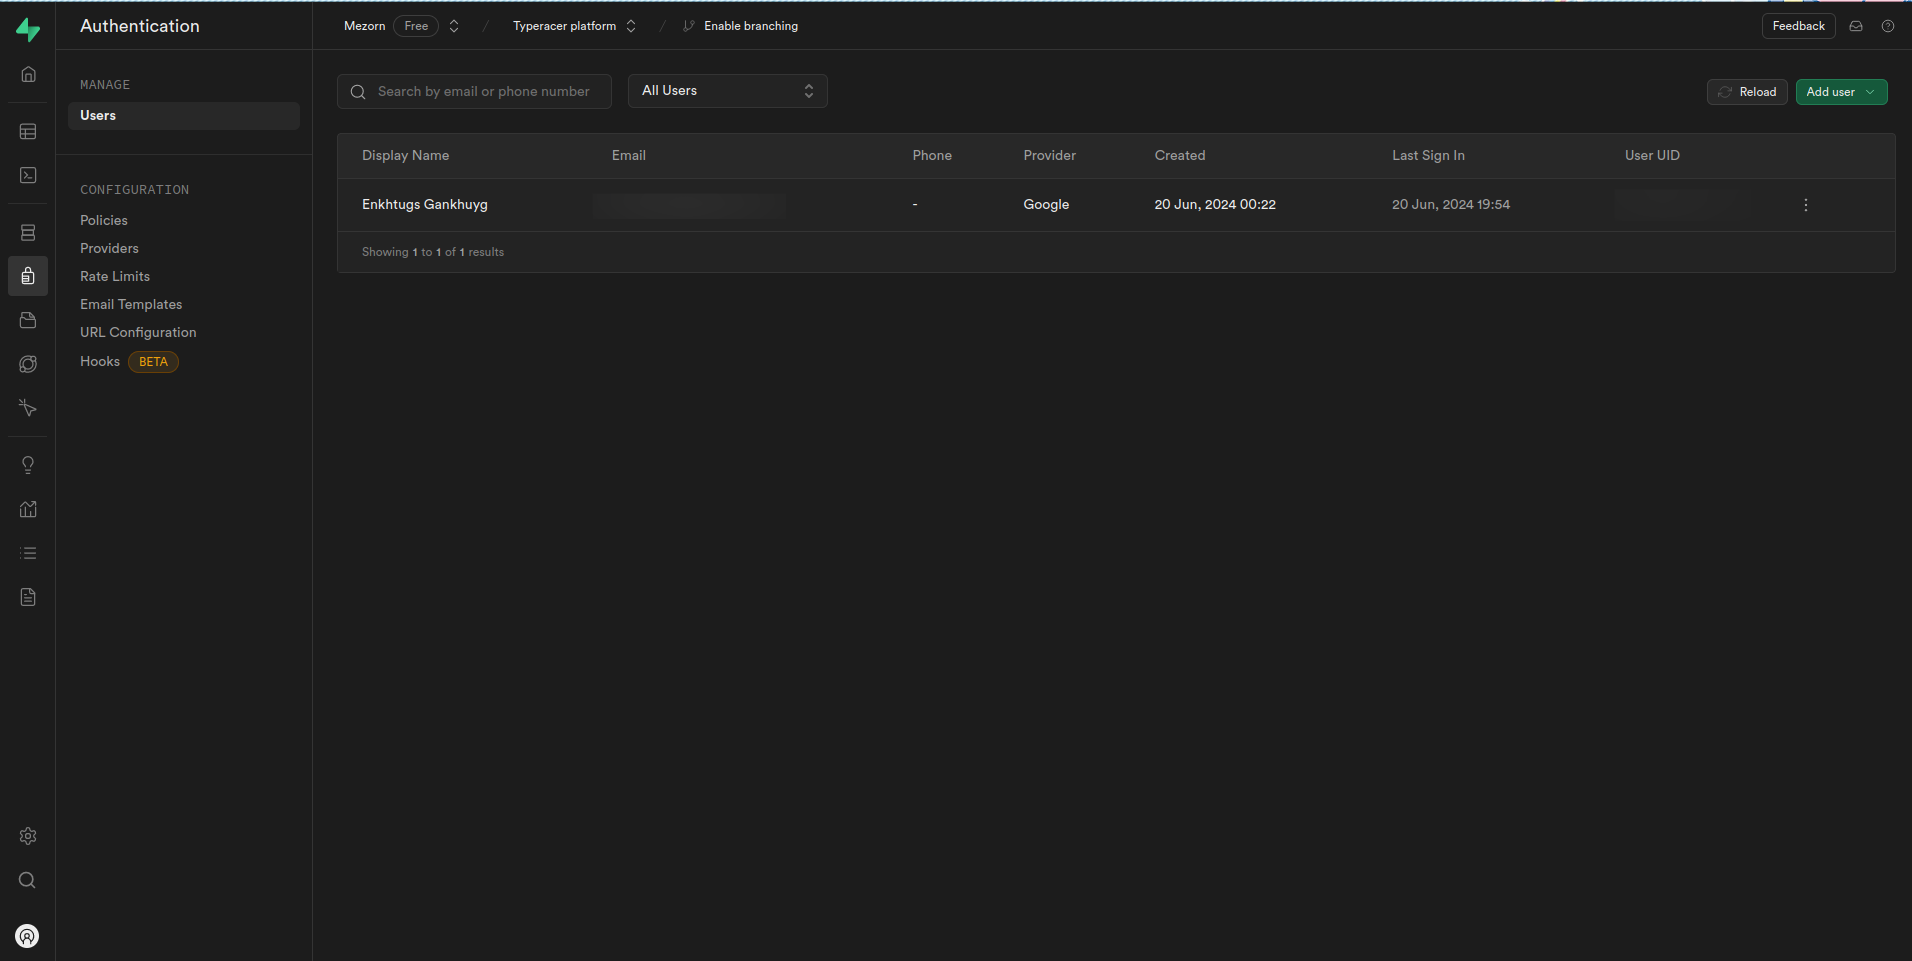 Authentication
Mezorn Free / Typeracer platform / Enable branching
Feedback
MANAGE
Users
CONFIGURATION
Policies
Providers
Rate Limits
Email Templates
URL Configuration
Hooks BETA
Search by email or phone number
All Users
Reload
Add user
Display Name Email Phone Provider Created Last Sign In User UID
Enkhtugs Gankhuyg - Google 20 Jun, 2024 00:22 20 Jun, 2024 19:54
Showing 1 to 1 of 1 results